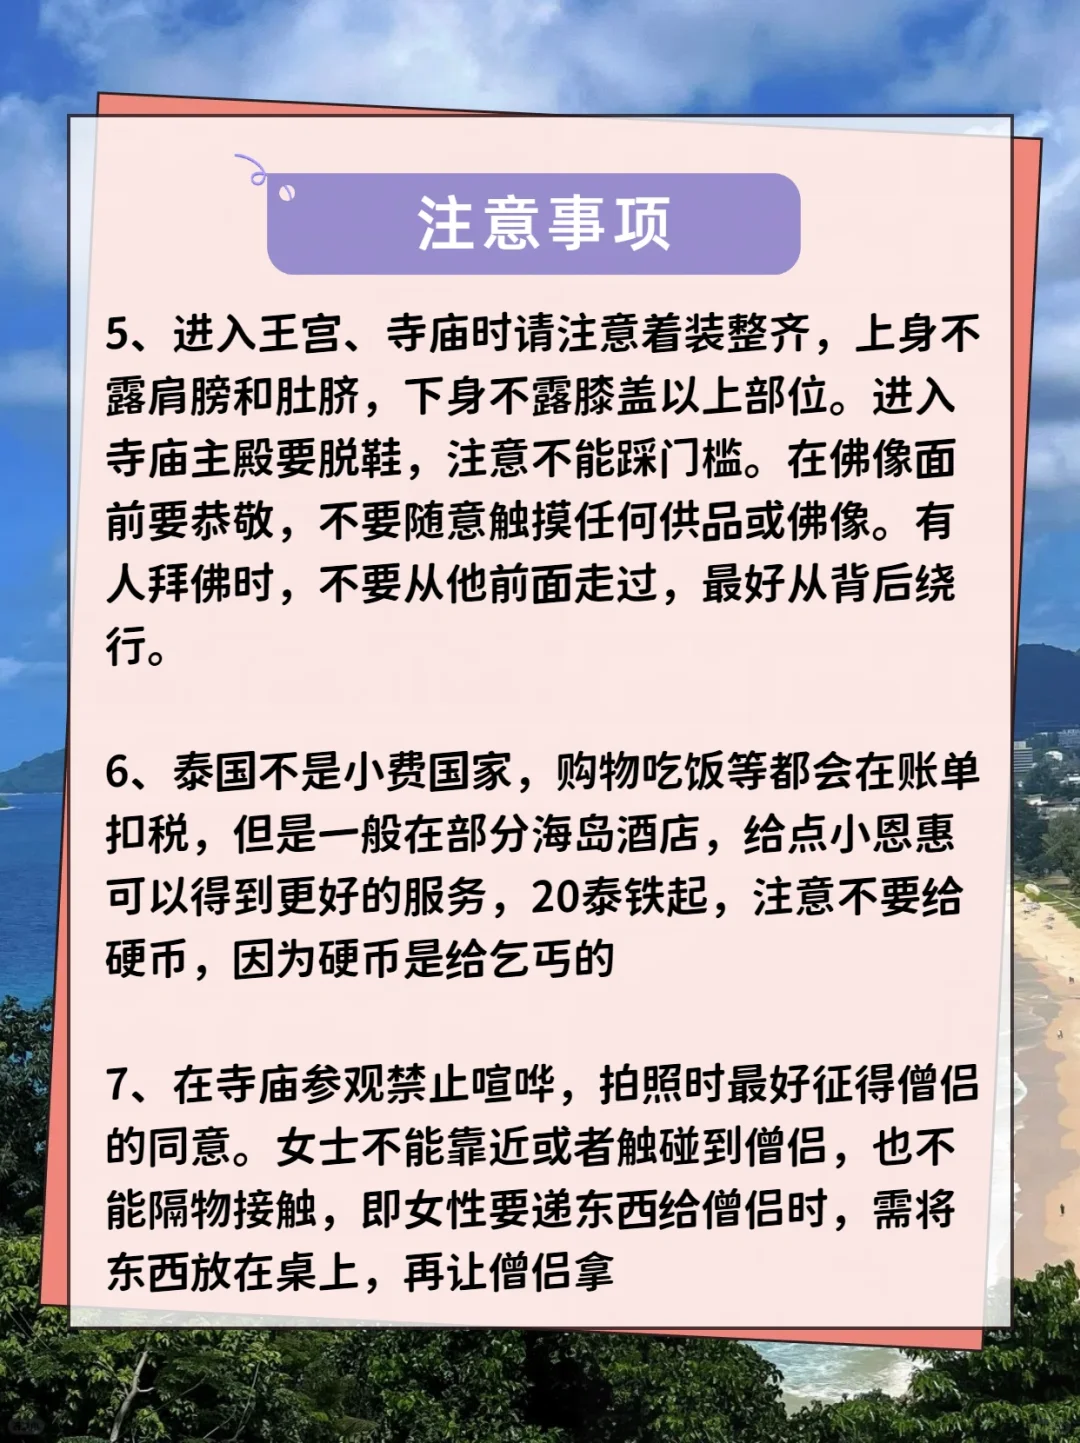 注意事项
5、进入王宫、寺庙时请注意着装整齐，上身不
露肩膀和肚脐，下身不露膝盖以上部位。进入
寺庙主殿要脱鞋，注意不能踩门槛。在佛像面
前要恭敬，不要随意触摸任何供品或佛像。有
人拜佛时，不要从他前面走过，最好从背后绕
行。
6、泰国不是小费国家，购物吃饭等都会在账单
扣税，但是一般在部分海岛酒店，给点小恩惠
可以得到更好的服务，20泰铢起，注意不要给
硬币，因为硬币是给乞丐的
7、在寺庙参观禁止喧哗，拍照时最好征得僧侣
的同意。女士不能靠近或者触碰到僧侣，也不
能隔物接触，即女性要递东西给僧侣时，需将
东西放在桌上，再让僧侣拿